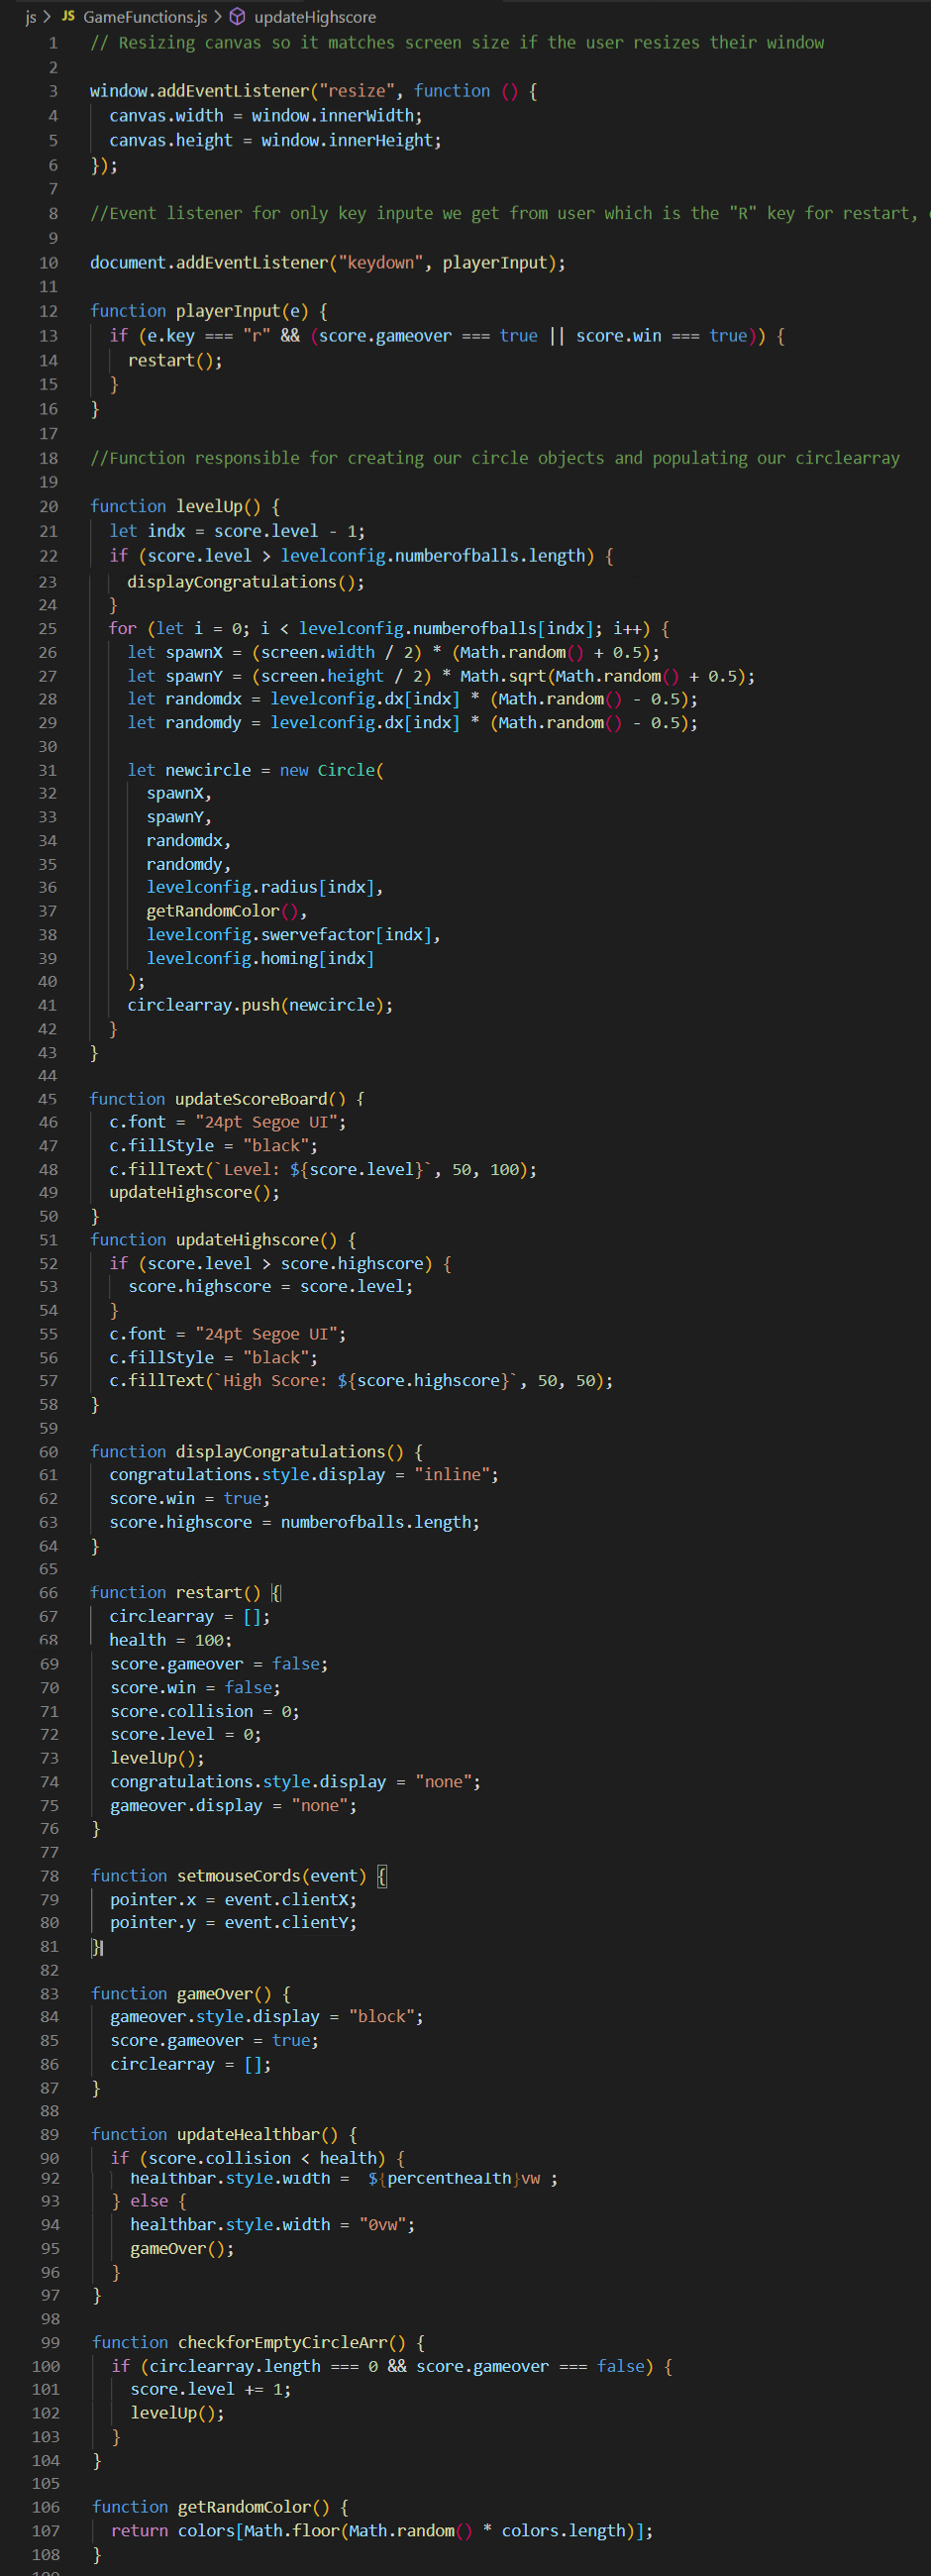 js > JS GameFunctions.js > updateHighscore
1 // Resizing canvas so it matches screen size if the user resizes their window
2
3 window.addEventListener("resize", function () {
4   canvas.width = window.innerWidth;
5   canvas.height = window.innerHeight;
6 });
7
8 //Event listener for only key inpute we get from user which is the "R" key for restart,
9
10 document.addEventListener("keydown", playerInput);
11
12 function playerInput(e) {
13   if (e.key === "r" && (score.gameover === true || score.win === true)) {
14     restart();
15   }
16 }
17
18 //Function responsible for creating our circle objects and populating our circlearray
19
20 function levelUp() {
21   let indx = score.level - 1;
22   if (score.level > levelconfig.numberofballs.length) {
23     displayCongratulations();
24   }
25   for (let i = 0; i < levelconfig.numberofballs[indx]; i++) {
26     let spawnX = (screen.width / 2) * (Math.random() + 0.5);
27     let spawnY = (screen.height / 2) * Math.sqrt(Math.random() + 0.5);
28     let randomdx = levelconfig.dx[indx] * (Math.random() - 0.5);
29     let randomdy = levelconfig.dx[indx] * (Math.random() - 0.5);
30
31     let newcircle = new Circle(
32       spawnX,
33       spawnY,
34       randomdx,
35       randomdy,
36       levelconfig.radius[indx],
37       getRandomColor(),
38       levelconfig.swervefactor[indx],
39       levelconfig.homing[indx]
40     );
41     circlearray.push(newcircle);
42   }
43 }
44
45 function updateScoreBoard() {
46   c.font = "24pt Segoe UI";
47   c.fillStyle = "black";
48   c.fillText(`Level: ${score.level}`, 50, 100);
49   updateHighscore();
50 }
51 function updateHighscore() {
52   if (score.level > score.highscore) {
53     score.highscore = score.level;
54   }
55   c.font = "24pt Segoe UI";
56   c.fillStyle = "black";
57   c.fillText(`High Score: ${score.highscore}`, 50, 50);
58 }
59
60 function displayCongratulations() {
61   congratulations.style.display = "inline";
62   score.win = true;
63   score.highscore = numberofballs.length;
64 }
65
66 function restart() {
67   circlearray = [];
68   health = 100;
69   score.gameover = false;
70   score.win = false;
71   score.collision = 0;
72   score.level = 0;
73   levelUp();
74   congratulations.style.display = "none";
75   gameover.display = "none";
76 }
77
78 function setmouseCords(event) {
79   pointer.x = event.clientX;
80   pointer.y = event.clientY;
81 }
82
83 function gameOver() {
84   gameover.style.display = "block";
85   score.gameover = true;
86   circlearray = [];
87 }
88
89 function updateHealthbar() {
90   if (score.collision < health) {
92     healthbar.style.width =  ${percenthealth}vw ;
93   } else {
94     healthbar.style.width = "0vw";
95     gameOver();
96   }
97 }
98
99 function checkforEmptyCircleArr() {
100   if (circlearray.length === 0 && score.gameover === false) {
101     score.level += 1;
102     levelUp();
103   }
104 }
105
106 function getRandomColor() {
107   return colors[Math.floor(Math.random() * colors.length)];
108 }